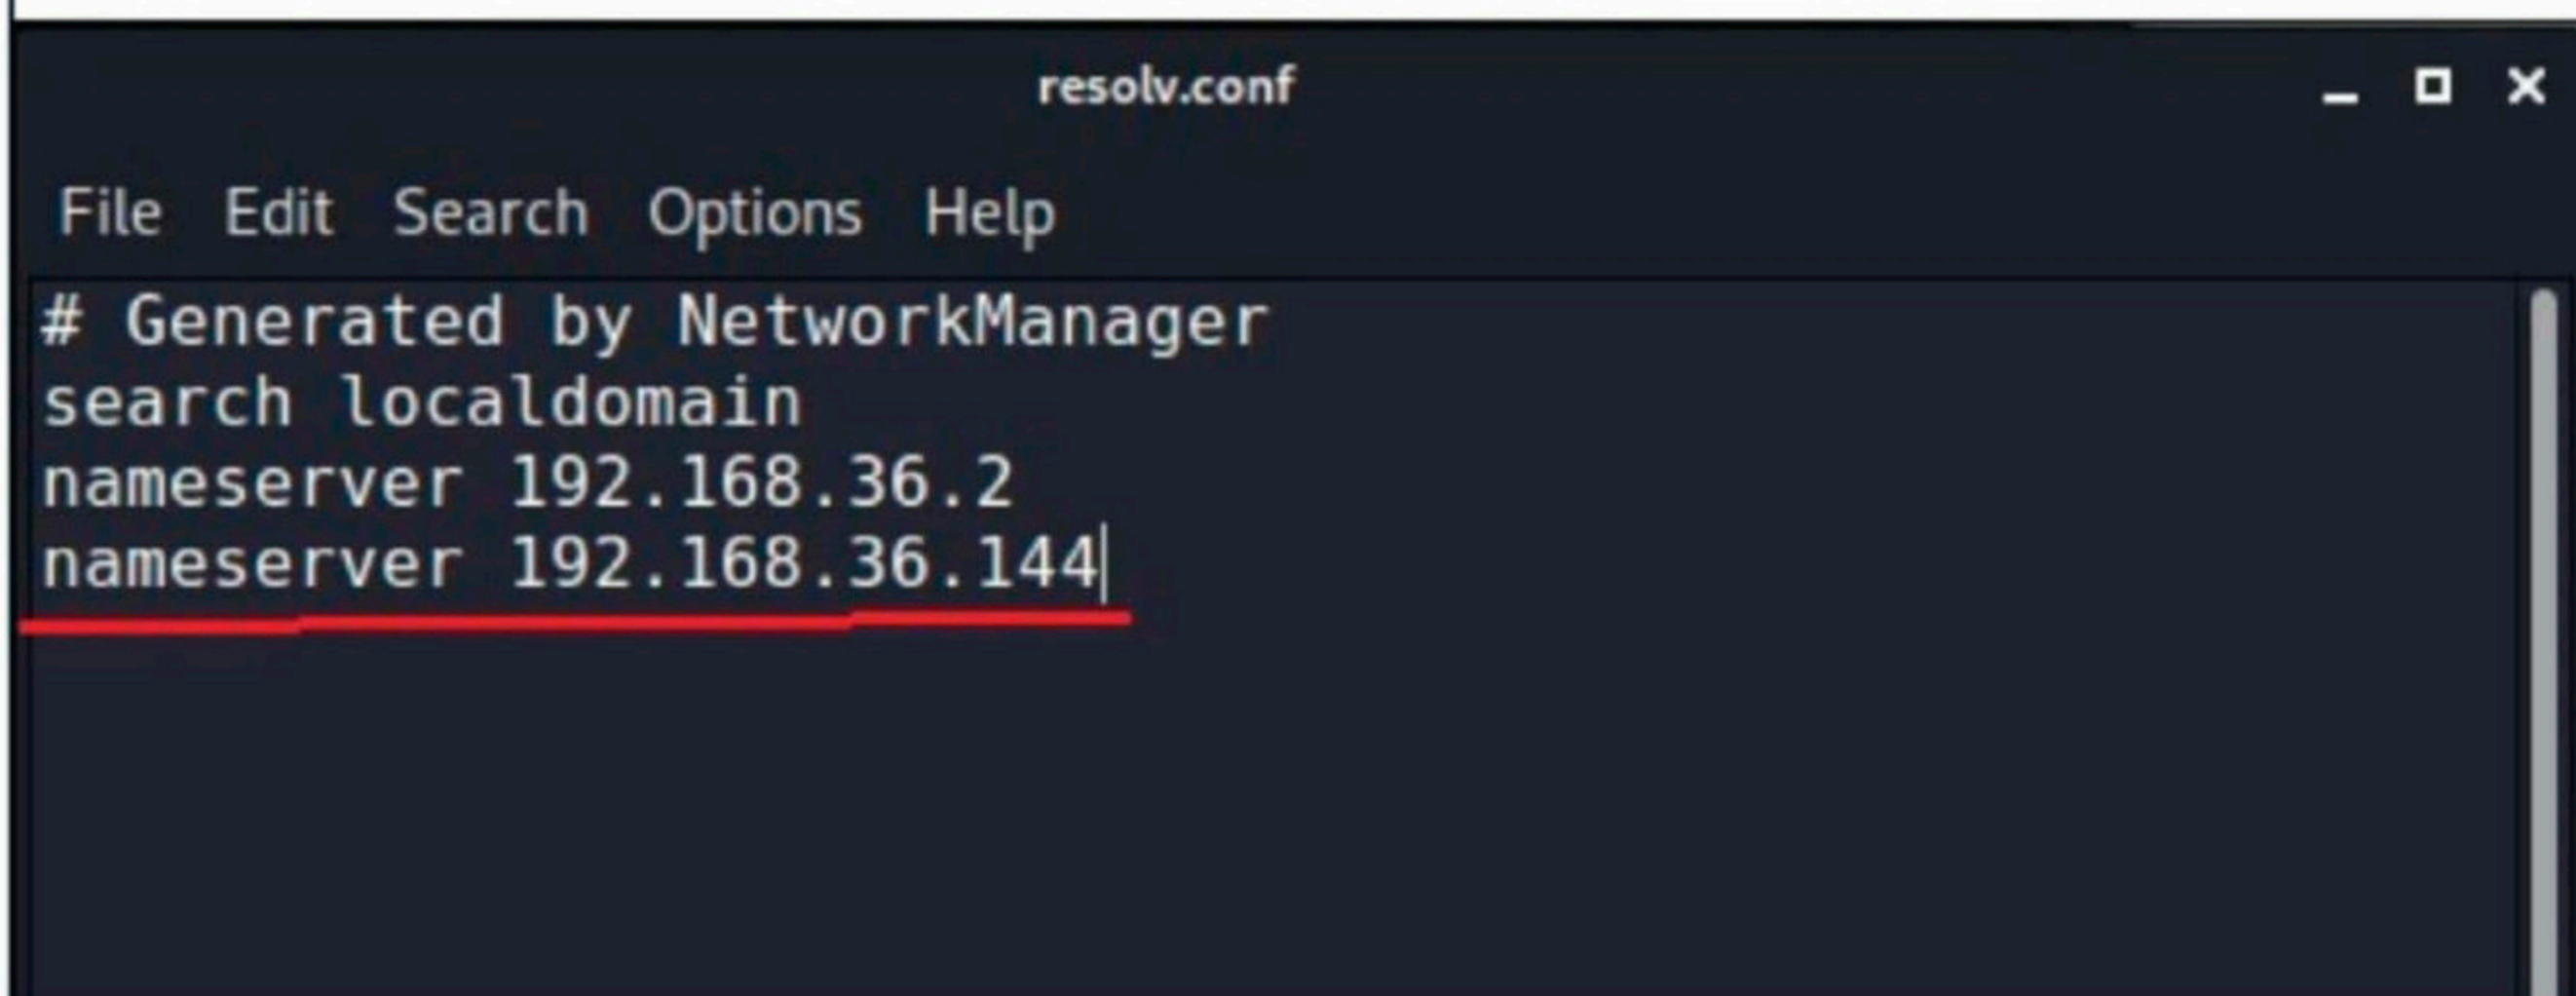 resolv.conf
File Edit Search Options Help
# Generated by NetworkManager
search localdomain
nameserver 192.168.36.2
nameserver 192.168.36.144